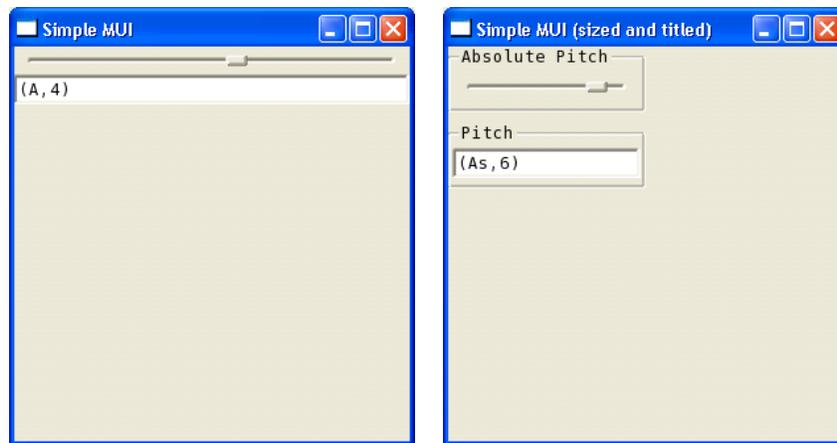 Simple MUI
(A,4)
Simple MUI (sized and titled)
Absolute Pitch
Pitch
(As,6)